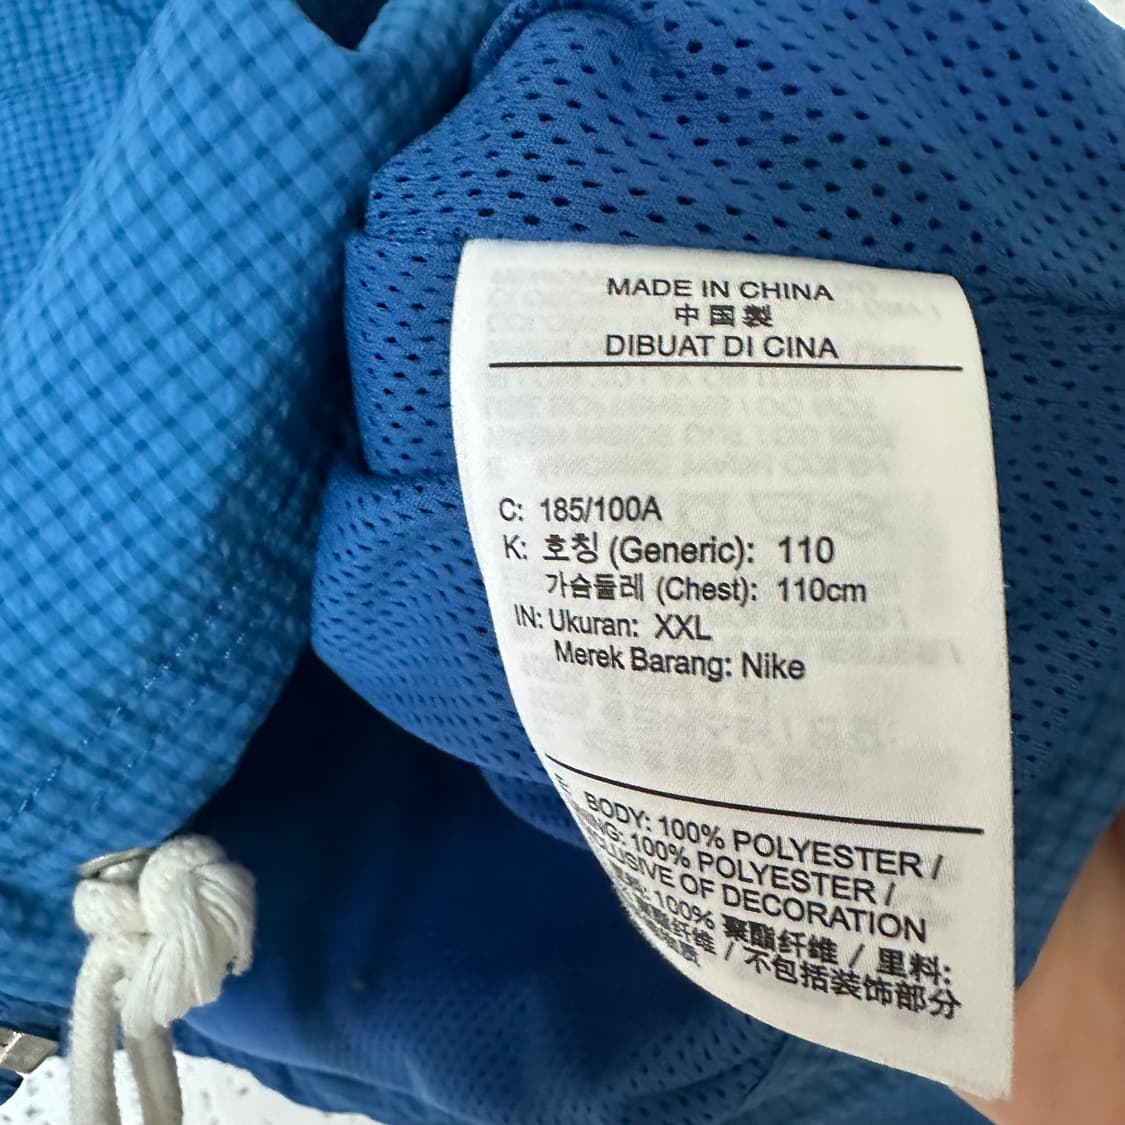 MADE IN CHINA
中国製
DIBUAT DI CINA
C: 185/100A
K: 호칭 (Generic): 110
가슴둘레 (Chest): 110cm
IN: Ukuran: XXL
Merek Barang: Nike
BODY: 100% POLYESTER /
100% POLYESTER /
OF DECORATION
100% 聚酯纤维 / 里料:
纤维 / 不包括装饰部分